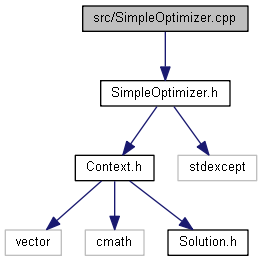 src/SimpleOptimizer.cpp
SimpleOptimizer.h
Context.h
stdexcept
vector
cmath
Solution.h